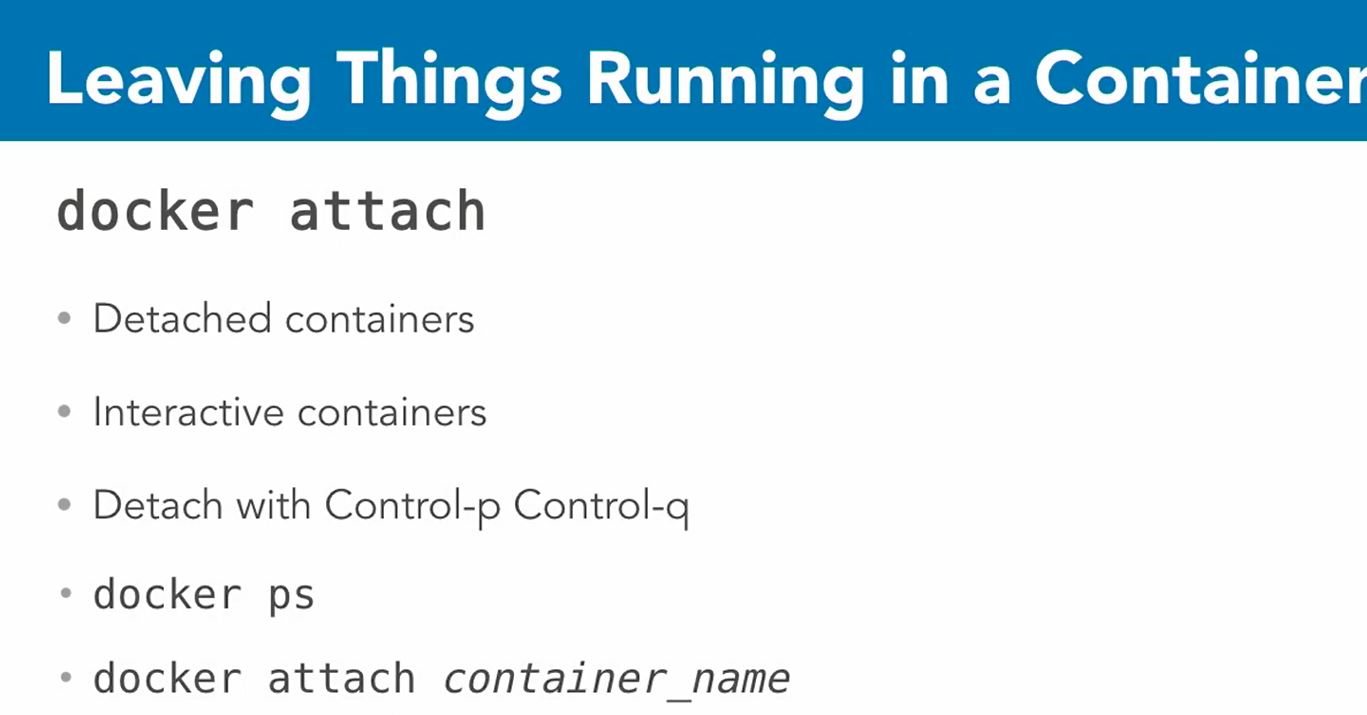 Leaving Things Running in a Container
docker attach
• Detached containers
• Interactive containers
• Detach with Control-p Control-q
• docker ps
• docker attach container_name